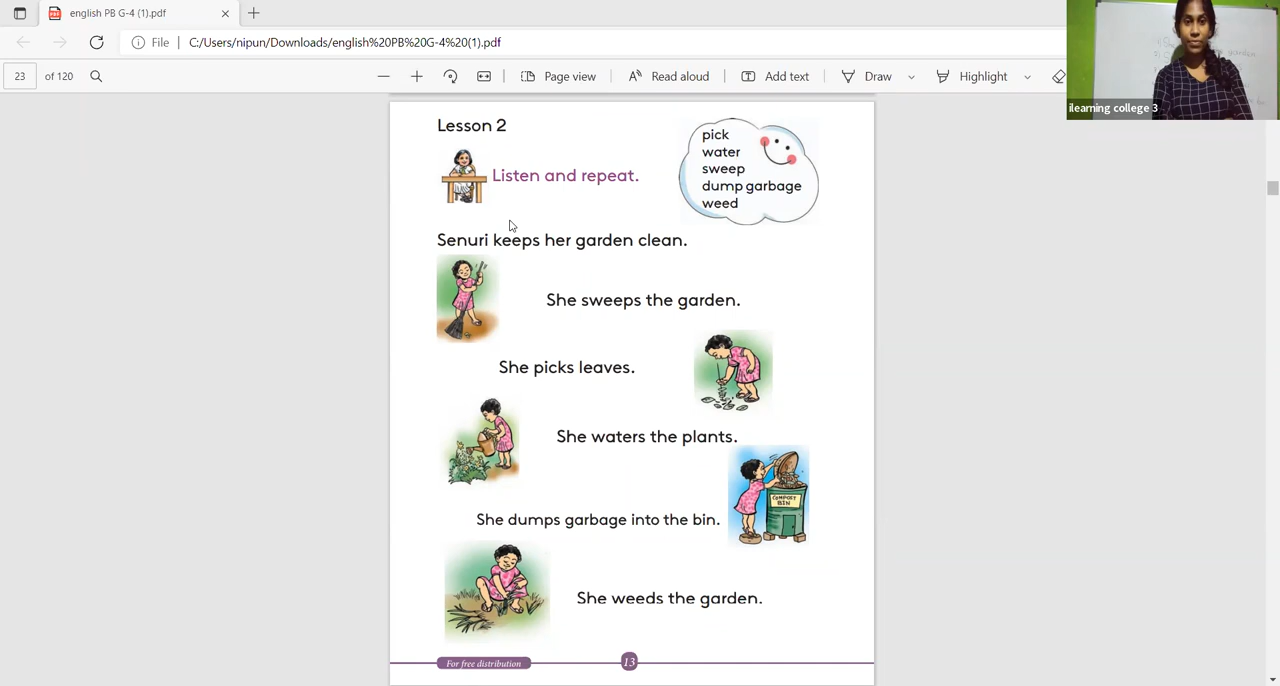 english PB G-4 (1).pdf
File
C:/Users/nipun/Downloads/english%20PB%20G-4%20(1).pdf
23 of 120
Page view
Read aloud
Add text
Draw
Highlight
ilearning college 3
garden
Lesson 2
Listen and repeat.
pick
water
sweep
dump garbage
weed
Senuri keeps her garden clean.
She sweeps the garden.
She picks leaves.
She waters the plants.
COMPOST
BIN
She dumps garbage into the bin.
She weeds the garden.
For free distribution
13